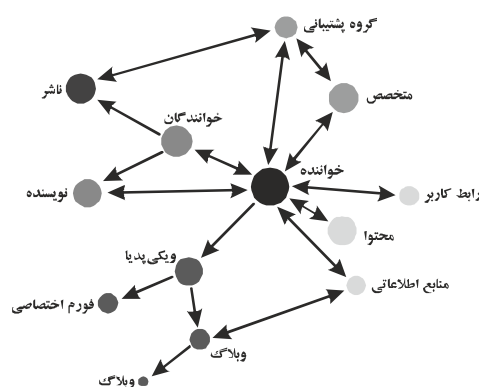 گروه پشتیبانی
ناشر
متخصص
خوانندگان
خواننده
نویسنده
رابط کاربر
محتوا
ویکی‌پدیا
منابع اطلاعاتی
فورم اختصاصی
وبلاگ
وبلاگ